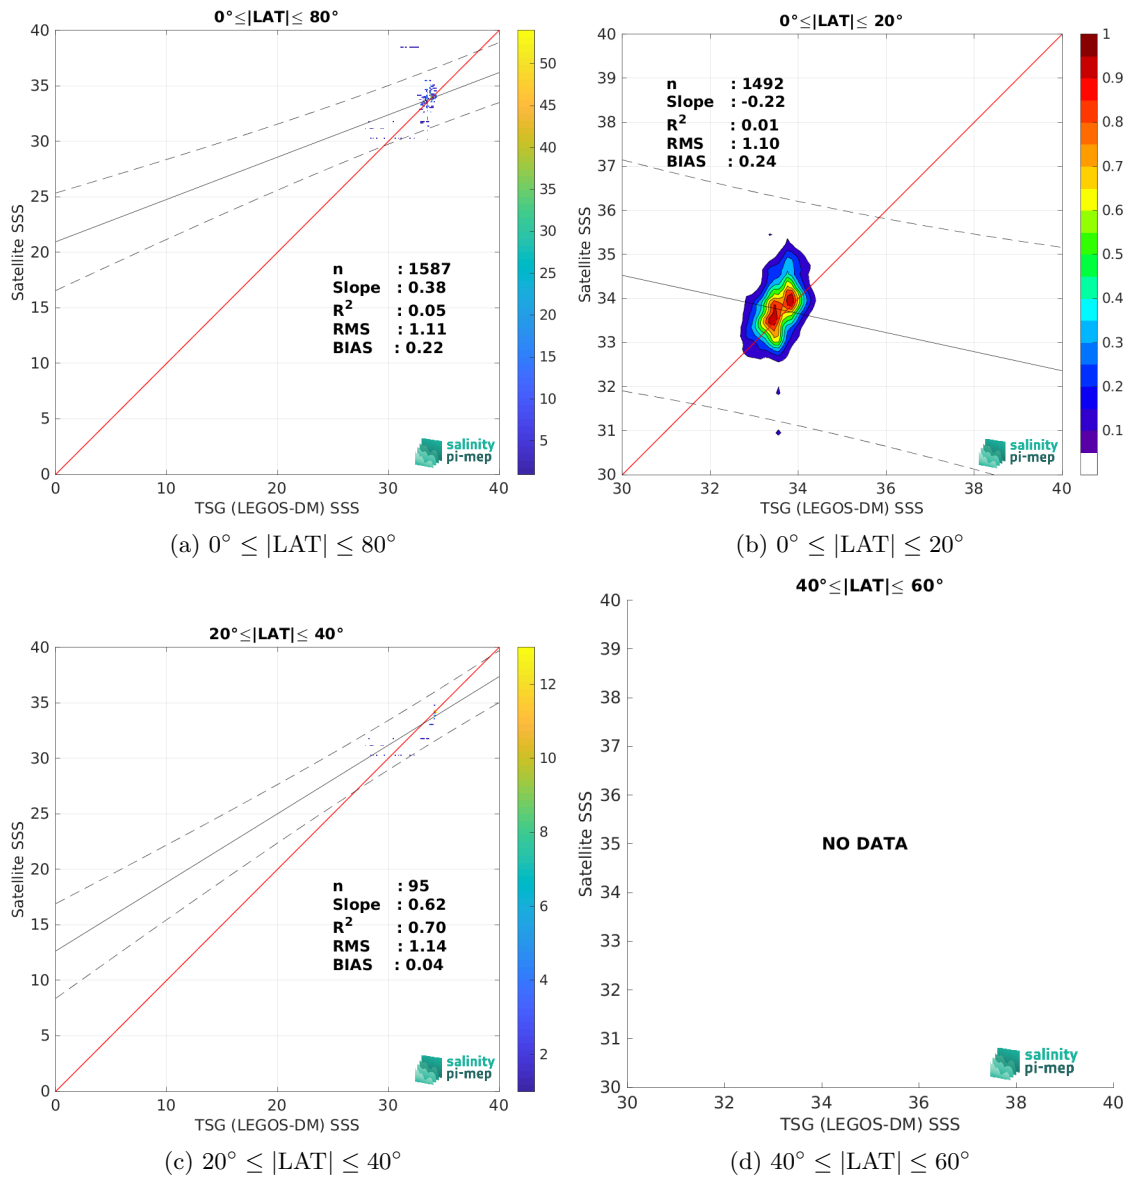 0°≤|LAT|≤ 80°
40
35
30
25
20
15
10
5
0
Satellite SSS
n : 1587
Slope : 0.38
R² : 0.05
RMS : 1.11
BIAS : 0.22
salinity
pi-mep
0 10 20 30 40
TSG (LEGOS-DM) SSS
50
45
40
35
30
25
20
15
10
5
(a) 0° ≤ |LAT| ≤ 80°
0°≤|LAT|≤ 20°
40
39
38
37
36
35
34
33
32
31
30
Satellite SSS
n : 1492
Slope : -0.22
R² : 0.01
RMS : 1.10
BIAS : 0.24
salinity
pi-mep
30 32 34 36 38 40
TSG (LEGOS-DM) SSS
1
0.9
0.8
0.7
0.6
0.5
0.4
0.3
0.2
0.1
(b) 0° ≤ |LAT| ≤ 20°
20°≤|LAT|≤ 40°
40
35
30
25
20
15
10
5
0
Satellite SSS
n : 95
Slope : 0.62
R² : 0.70
RMS : 1.14
BIAS : 0.04
salinity
pi-mep
0 10 20 30 40
TSG (LEGOS-DM) SSS
12
10
8
6
4
2
(c) 20° ≤ |LAT| ≤ 40°
40°≤|LAT|≤ 60°
40
39
38
37
36
35
34
33
32
31
30
Satellite SSS
NO DATA
salinity
pi-mep
30 32 34 36 38 40
TSG (LEGOS-DM) SSS
(d) 40° ≤ |LAT| ≤ 60°